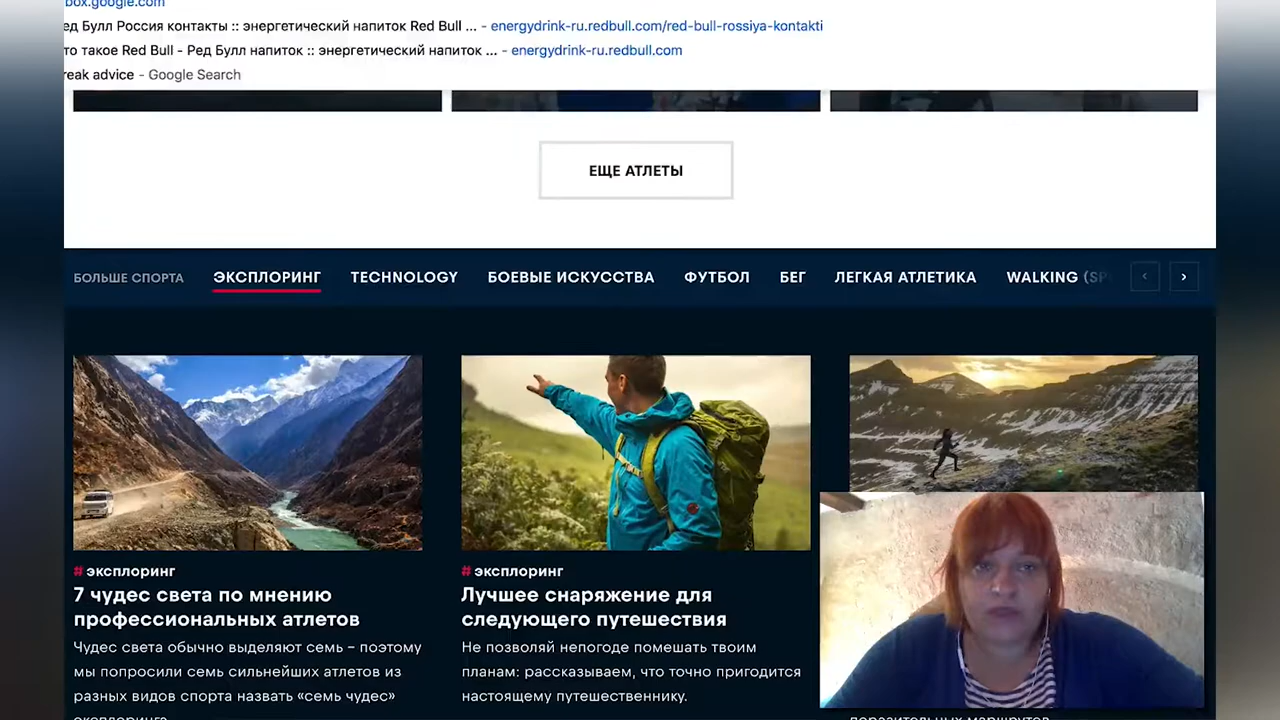 box.google.com
ед Булл Россия контакты :: энергетический напиток Red Bull ... - energydrink-ru.redbull.com/red-bull-rossiya-kontakti
то такое Red Bull - Ред Булл напиток :: энергетический напиток ... - energydrink-ru.redbull.com
reak advice - Google Search
ЕЩЕ АТЛЕТЫ
БОЛЬШЕ СПОРТА ЭКСПЛОРИНГ TECHNOLOGY БОЕВЫЕ ИСКУССТВА ФУТБОЛ БЕГ ЛЕГКАЯ АТЛЕТИКА WALKING (SP
# эксплоринг
7 чудес света по мнению
профессиональных атлетов
Чудес света обычно выделяют семь – поэтому
мы попросили семь сильнейших атлетов из
разных видов спорта назвать «семь чудес»
эксплоринга
# эксплоринг
Лучшее снаряжение для
следующего путешествия
Не позволяй непогоде помешать твоим
планам: рассказываем, что точно пригодится
настоящему путешественнику.
поразительных маршрутов